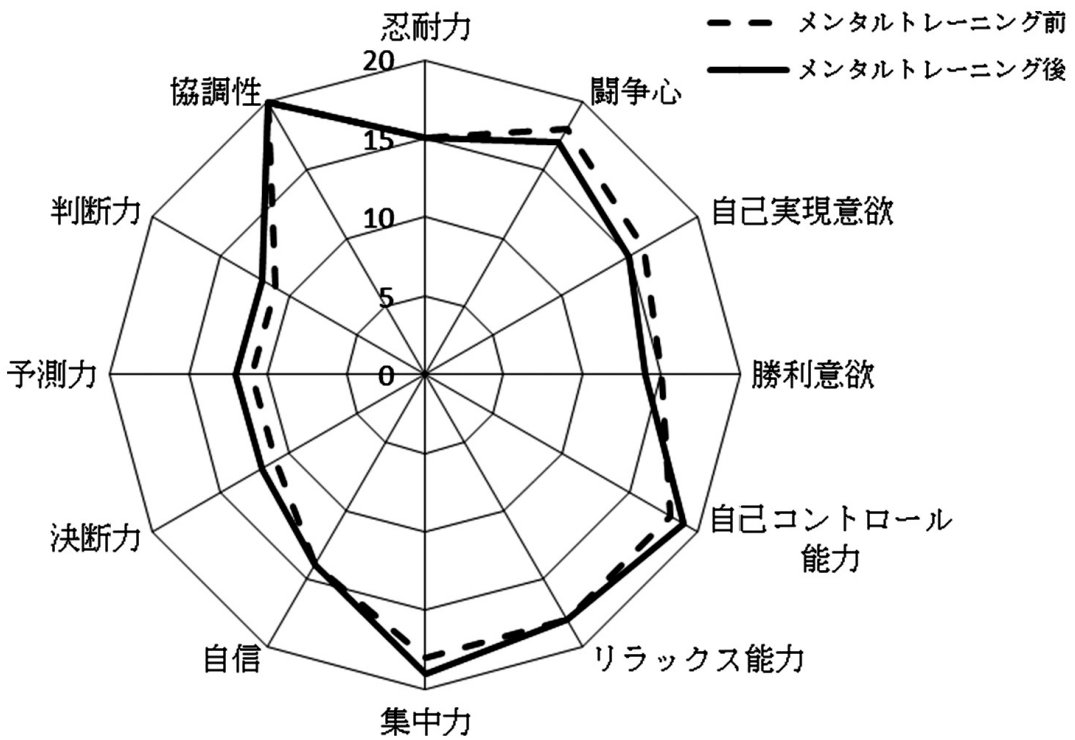 メンタルトレーニング前
メンタルトレーニング後
忍耐力
闘争心
自己実現意欲
勝利意欲
自己コントロール
能力
リラックス能力
集中力
自信
決断力
予測力
判断力
協調性
20
15
10
5
0